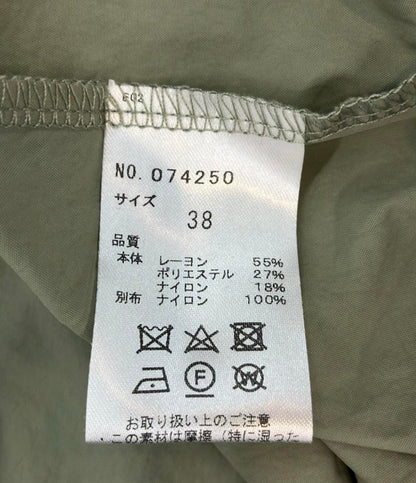 E02
NO. 074250
サイズ
38
品質
本体 レーヨン 55%
ポリエステル 27%
ナイロン 18%
別布 ナイロン 100%
F W
お取り扱い上のご注意
・この素材は摩擦（特に湿った